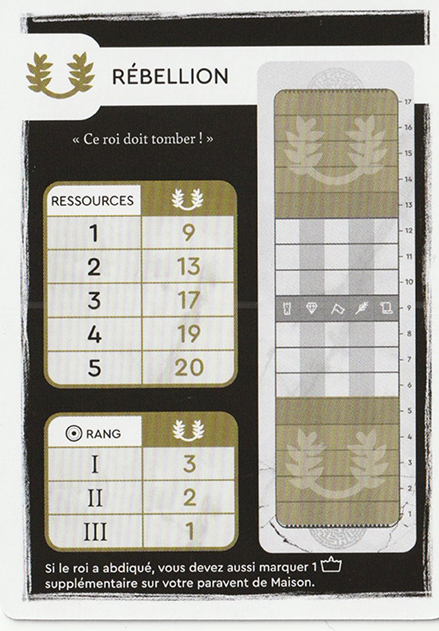 RÉBELLION
« Ce roi doit tomber ! »
RESSOURCES
1 9
2 13
3 17
4 19
5 20
RANG
I 3
II 2
III 1
17
16
15
14
13
12
11
10
9
8
7
6
5
4
3
2
1
Si le roi a abdiqué, vous devez aussi marquer 1
supplémentaire sur votre paravent de Maison.